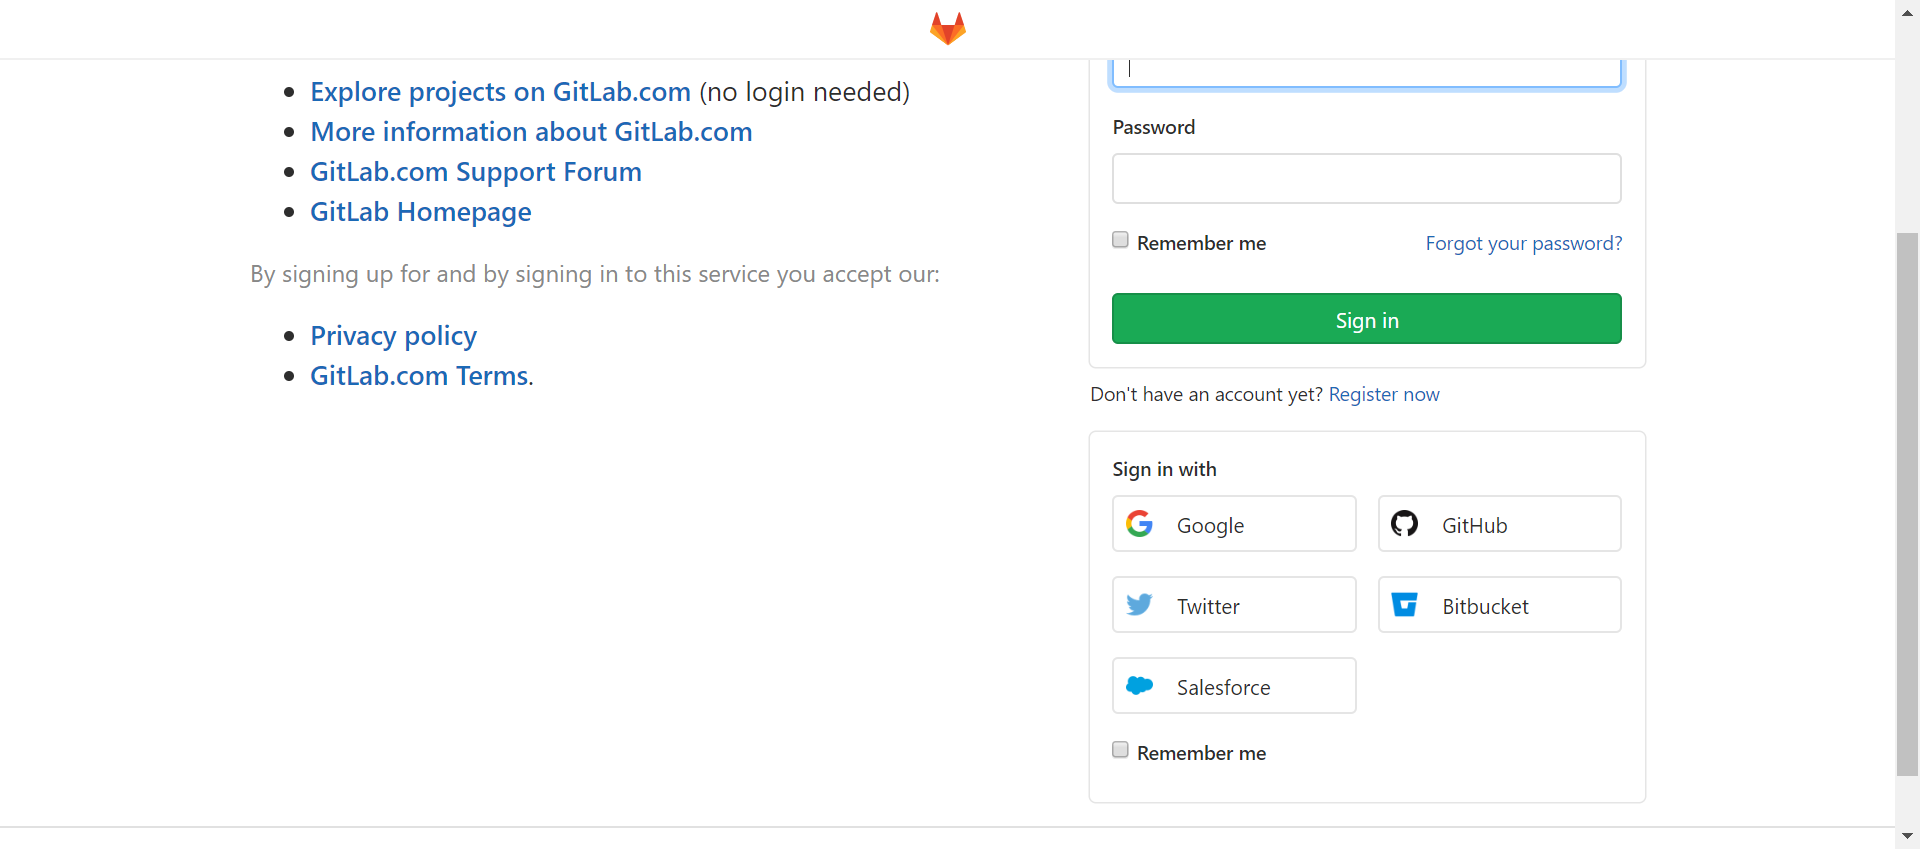 Explore projects on GitLab.com (no login needed)
More information about GitLab.com
GitLab.com Support Forum
GitLab Homepage
By signing up for and by signing in to this service you accept our:
Privacy policy
GitLab.com Terms.
Password
Remember me
Forgot your password?
Sign in
Don't have an account yet? Register now
Sign in with
Google
GitHub
Twitter
Bitbucket
Salesforce
Remember me